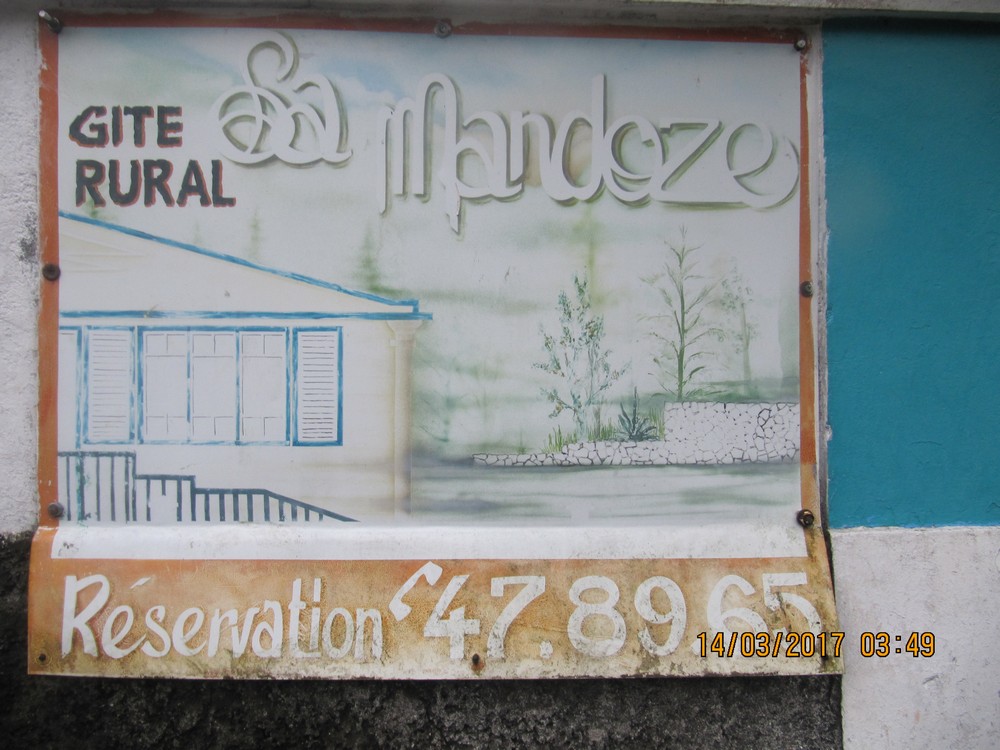 GITE
RURAL
Sa Mandoze
Réservation 47.89 65
14/03/2017 03:49